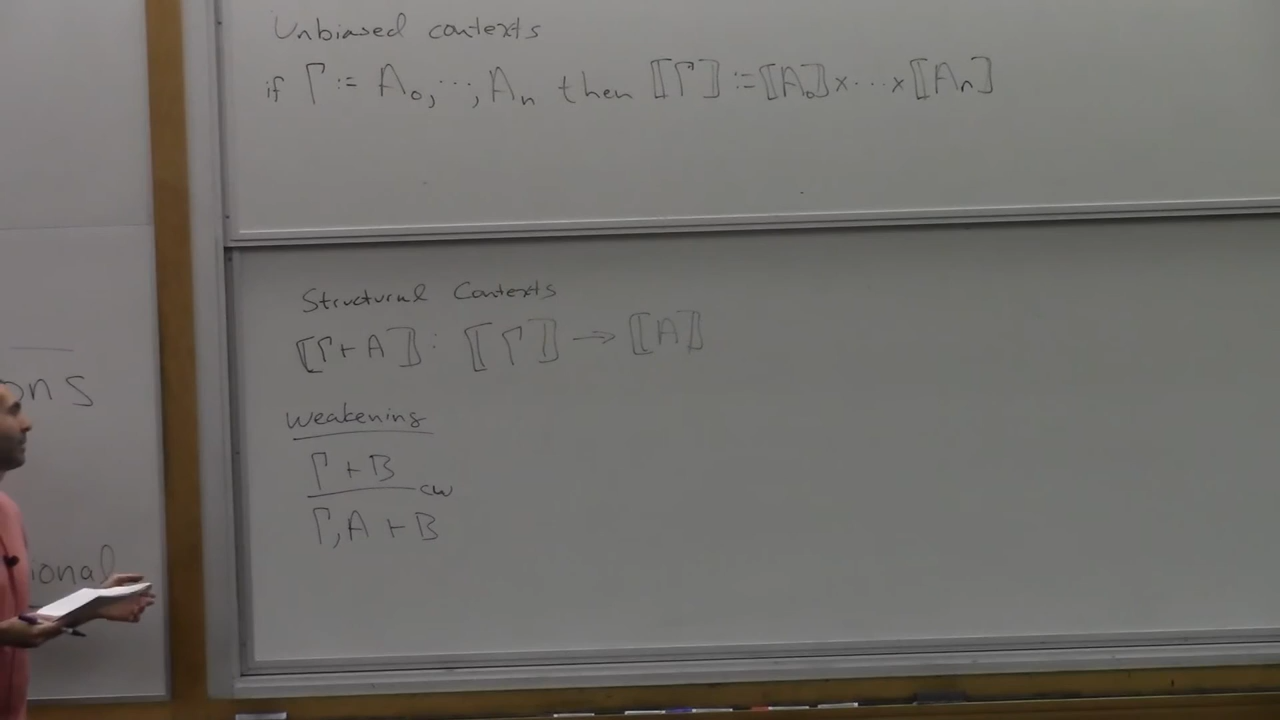 Unbiased contexts
if Γ := A₀, ..., Aₙ then ⟦Γ⟧ := ⟦A₀⟧ × ... × ⟦Aₙ⟧
ons
ional
Structural Contexts
⟦Γ ⊢ A⟧ : ⟦Γ⟧ → ⟦A⟧
Weakening
Γ ⊢ B
cw
Γ, A ⊢ B